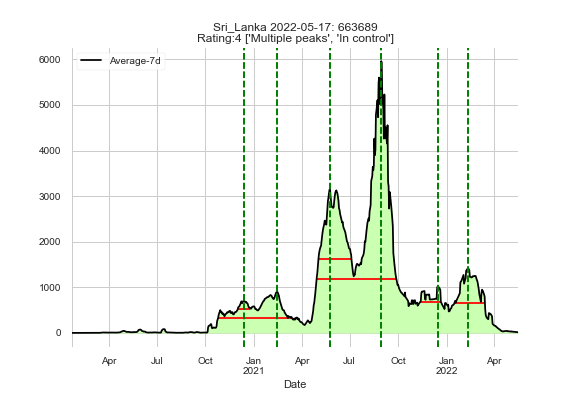 Sri_Lanka 2022-05-17: 663689
Rating:4 ['Multiple peaks', 'In control']
Average-7d
6000
5000
4000
3000
2000
1000
0
Apr Jul Oct Jan Apr Jul Oct Jan Apr
2021 2022
Date